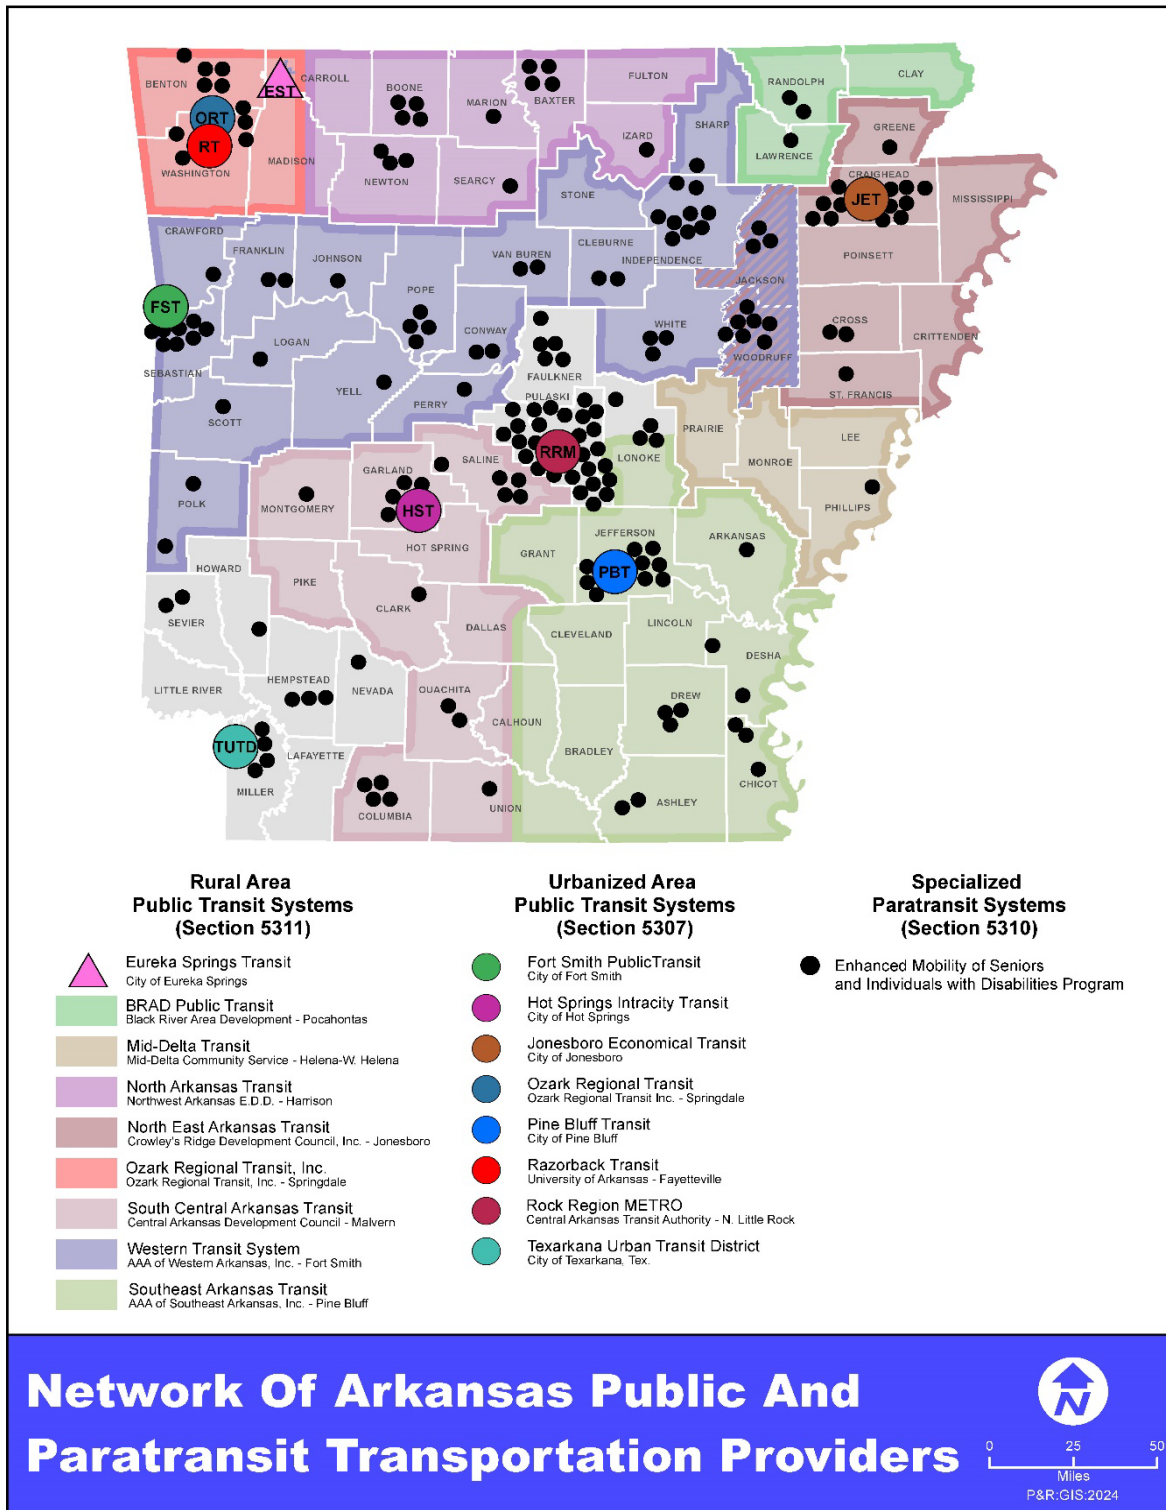 BENTON
CARROLL
EST
BOONE
MARION
BAXTER
FULTON
RANDOLPH
CLAY
ORT
RT
WASHINGTON
MADISON
NEWTON
SEARCY
IZARD
SHARP
LAWRENCE
GREENE
CRAIGHEAD
JET
MISSISSIPPI
STONE
CRAWFORD
FRANKLIN
JOHNSON
VAN BUREN
CLEBURNE
INDEPENDENCE
JACKSON
POINSETT
POPE
FST
CONWAY
WHITE
CROSS
CRITTENDEN
LOGAN
SEBASTIAN
YELL
PERRY
FAULKNER
PULASKI
WOODRUFF
ST. FRANCIS
SCOTT
PRAIRIE
LEE
RRM
LONOKE
MONROE
GARLAND
SALINE
POLK
MONTGOMERY
HST
PHILLIPS
HOT SPRING
GRANT
JEFFERSON
ARKANSAS
HOWARD
PIKE
PBT
CLARK
SEVIER
DALLAS
CLEVELAND
LINCOLN
DESHA
LITTLE RIVER
HEMPSTEAD
NEVADA
OUACHITA
CALHOUN
DREW
TUTD
LAFAYETTE
BRADLEY
MILLER
COLUMBIA
UNION
ASHLEY
CHICOT
Rural Area
Public Transit Systems
(Section 5311)
Eureka Springs Transit
City of Eureka Springs
BRAD Public Transit
Black River Area Development - Pocahontas
Mid-Delta Transit
Mid-Delta Community Service - Helena-W. Helena
North Arkansas Transit
Northwest Arkansas E.D.D. - Harrison
North East Arkansas Transit
Crowley's Ridge Development Council, Inc. - Jonesboro
Ozark Regional Transit, Inc.
Ozark Regional Transit, Inc. - Springdale
South Central Arkansas Transit
Central Arkansas Development Council - Malvern
Western Transit System
AAA of Western Arkansas, Inc. - Fort Smith
Southeast Arkansas Transit
AAA of Southeast Arkansas, Inc. - Pine Bluff
Urbanized Area
Public Transit Systems
(Section 5307)
Fort Smith PublicTransit
City of Fort Smith
Hot Springs Intracity Transit
City of Hot Springs
Jonesboro Economical Transit
City of Jonesboro
Ozark Regional Transit
Ozark Regional Transit Inc. - Springdale
Pine Bluff Transit
City of Pine Bluff
Razorback Transit
University of Arkansas - Fayetteville
Rock Region METRO
Central Arkansas Transit Authority - N. Little Rock
Texarkana Urban Transit District
City of Texarkana, Tex.
Specialized
Paratransit Systems
(Section 5310)
Enhanced Mobility of Seniors
and Individuals with Disabilities Program
Network Of Arkansas Public And
Paratransit Transportation Providers
N
0 25 50
Miles
P&R:GIS:2024